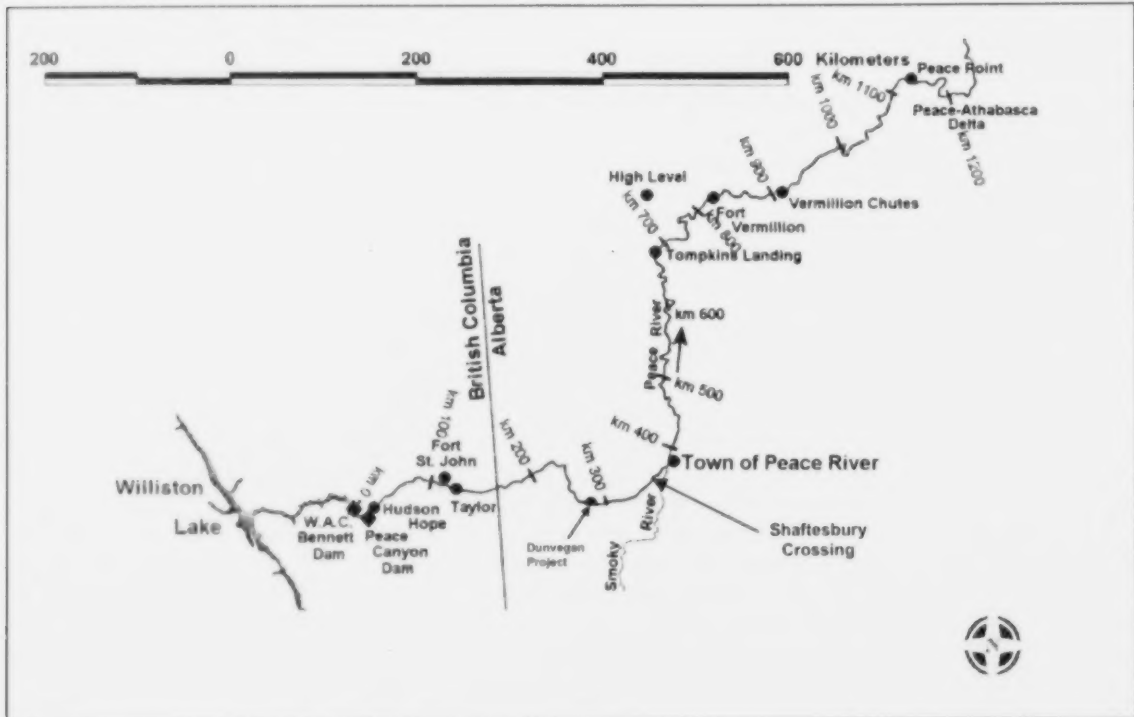 200
0
200
400
600
Kilometers
Peace Point
Peace-Athabasca
Delta
km 1200
km 1100
km 1000
km 900
Vermillion Chutes
High Level
Fort
Vermillion
km 800
km 700
Tompkins Landing
km 600
Peace River
km 500
km 400
Town of Peace River
British Columbia
Alberta
km 100
Fort
St. John
km 200
km 300
Williston
Lake
km 0
W.A.C.
Bennett
Dam
Hudson
Hope
Peace
Canyon
Dam
Taylor
Dunvegan
Project
Smoky River
Shaftesbury
Crossing